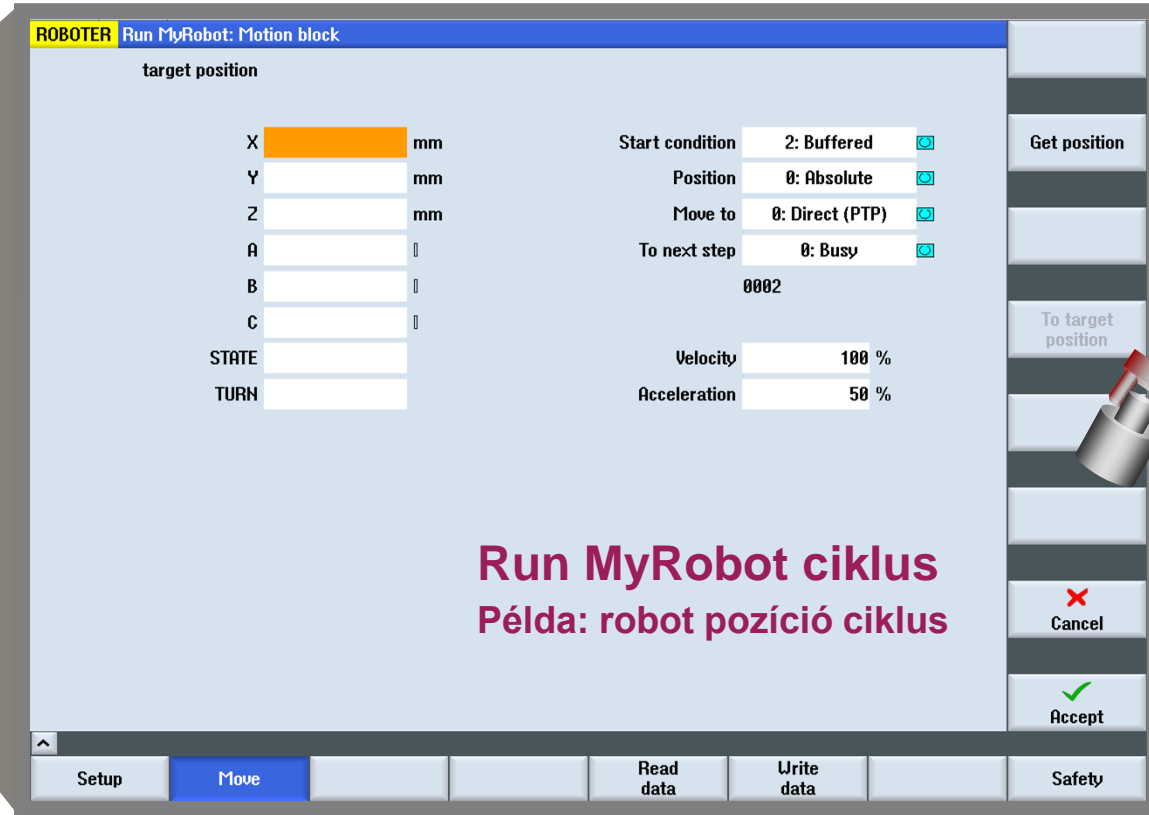 ROBOTER Run MyRobot: Motion block
target position
X mm
Y mm
Z mm
A
B
C
STATE
TURN
Start condition 2: Buffered
Position 0: Absolute
Move to 0: Direct (PTP)
To next step 0: Busy
0002
Velocity 100 %
Acceleration 50 %
Get position
To target
position
Run MyRobot ciklus
Példa: robot pozíció ciklus
Cancel
Accept
Setup
Move
Read
data
Write
data
Safety